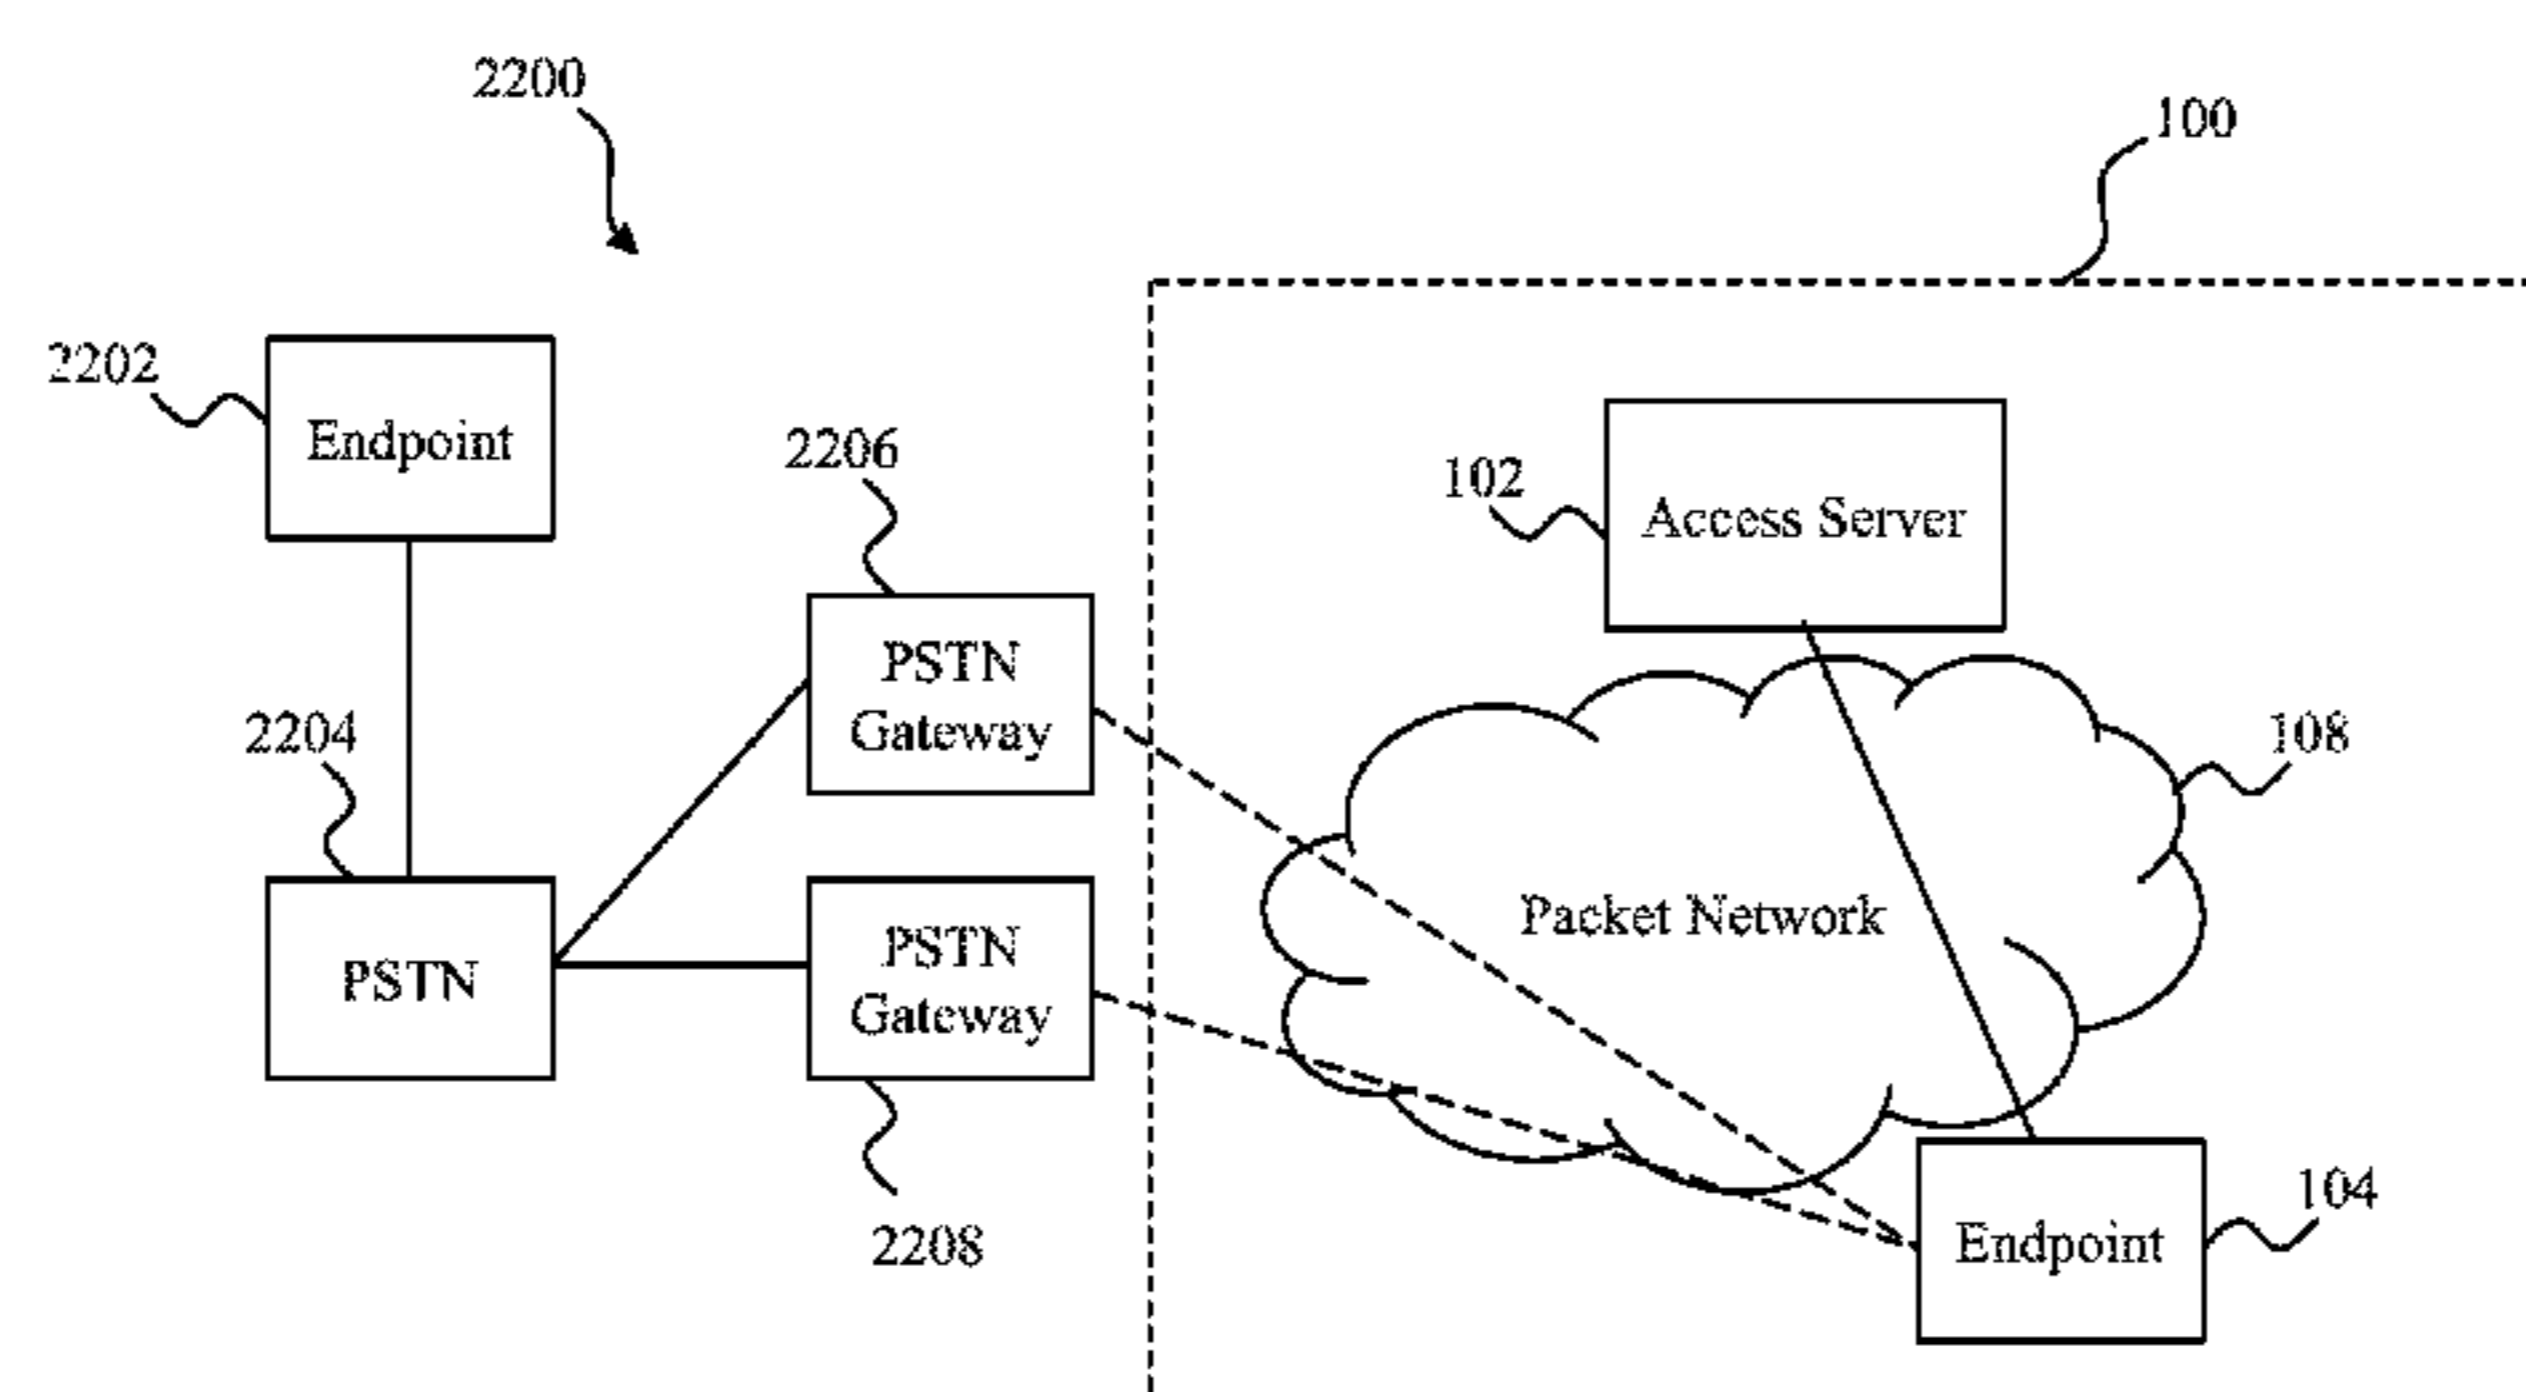 2200
100
2202
Endpoint
2206
102
Access Server
PSTN
Gateway
2204
108
PSTN
PSTN
Gateway
Packet Network
2208
Endpoint
104